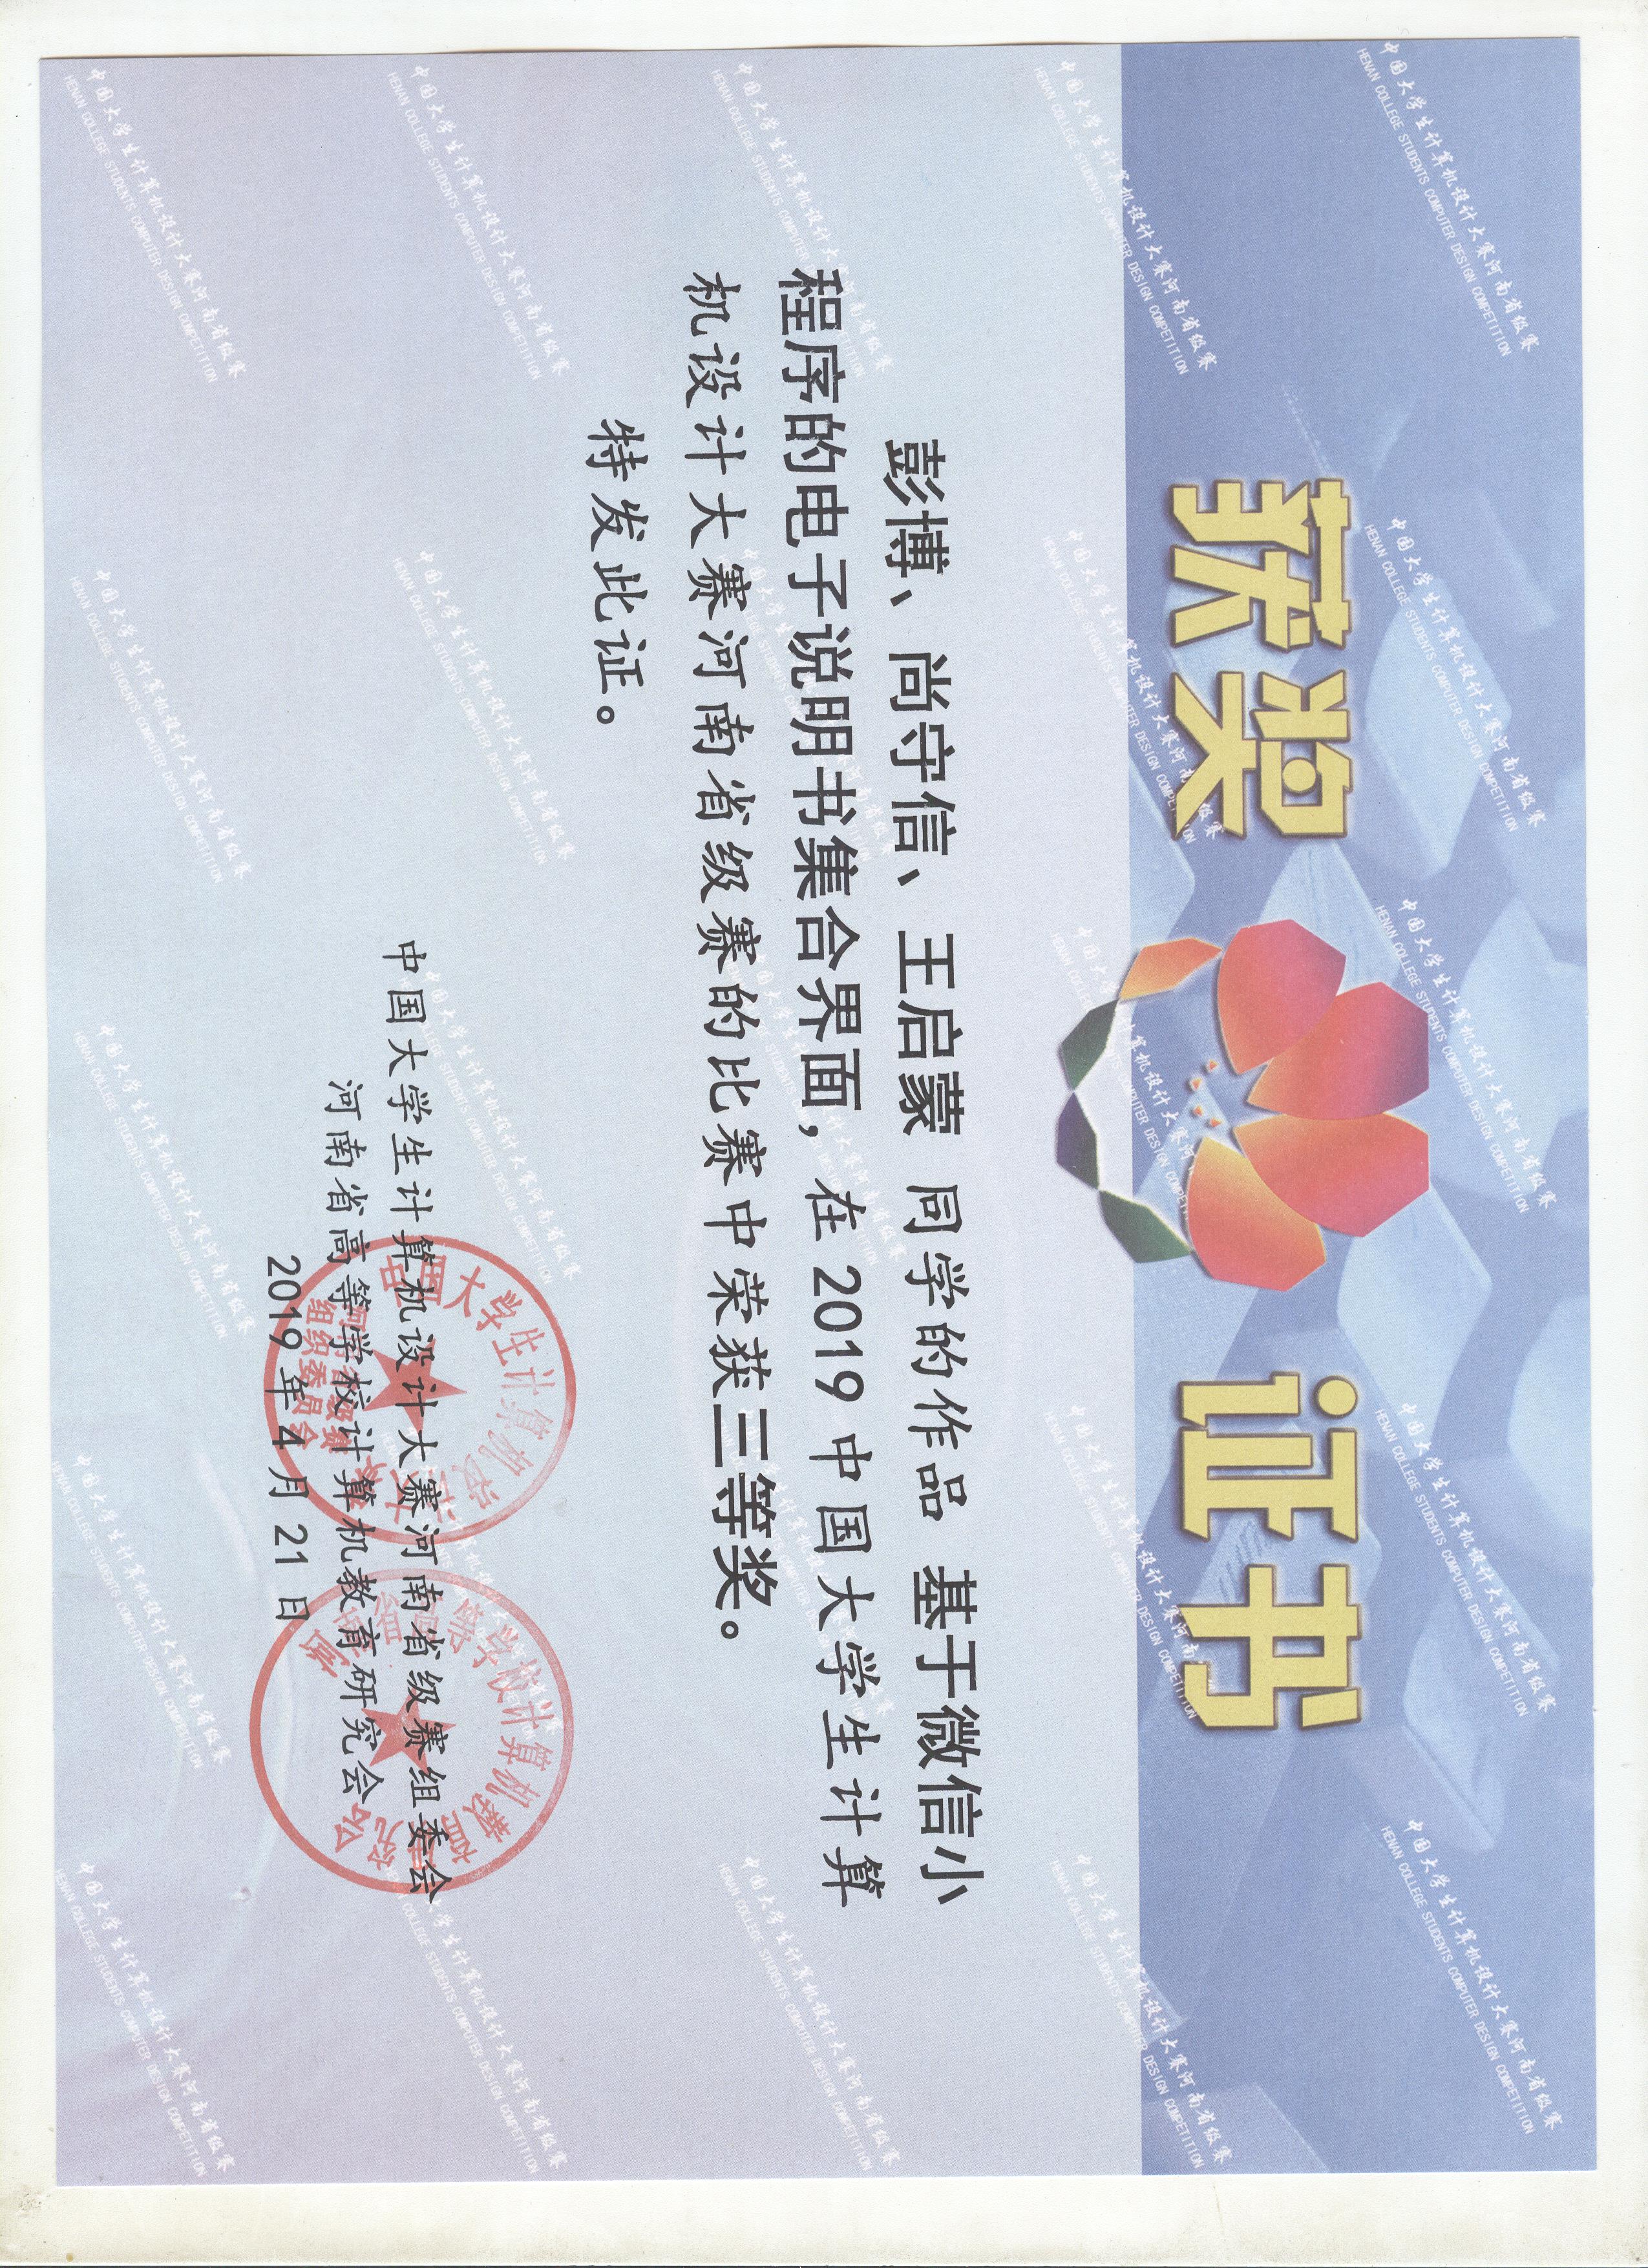 获奖 证书
彭博、尚守信、王启蒙 同学的作品 基于微信小
程序的电子说明书集合界面，在 2019 中国大学生计算
机设计大赛河南省级赛的比赛中荣获三等奖。
特发此证。
中国大学生计算机设计大赛河南省级赛组委会
河南省高等学校计算机教育研究会
2019 年 4 月 21 日
中国大学生计算机设计大赛
河南省级赛
组织委员会
河南省高等学校计算机教育研究会
中国大学生计算机设计大赛河南省级赛
HENAN COLLEGE STUDENTS COMPUTER DESIGN COMPETITION